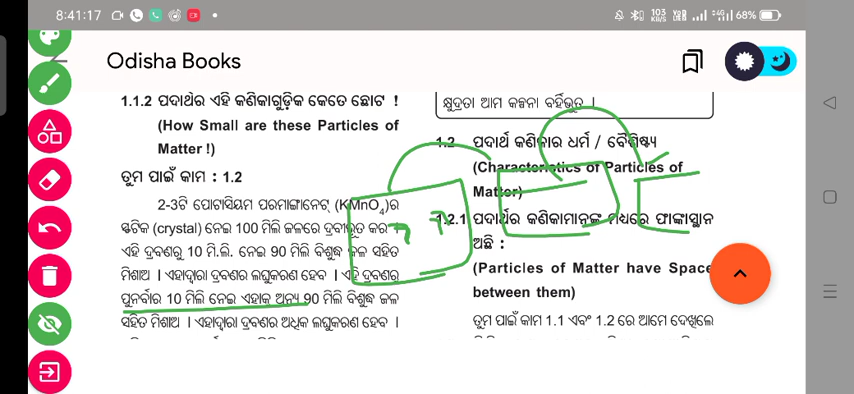 8:41:17
103 KB/S
4G
68%
Odisha Books
1.1.2 ପଦାର୍ଥର ଏହି କଣିକାଗୁଡ଼ିକ କେତେ ଛୋଟ !
(How Small are these Particles of
Matter !)
ତୁମ ପାଇଁ କାମ : 1.2
2-3ଟି ପୋଟାସିୟମ ପରମାଙ୍ଗାନେଟ୍ (KMnO4)ର
ସ୍ଫଟିକ (crystal) ନେଇ 100 ମିଲି ଜଳରେ ଦ୍ରବୀଭୂତ କର ।
ଏହି ଦ୍ରବଣରୁ 10 ମି.ଲି. ନେଇ 90 ମିଲି ବିଶୁଦ୍ଧ ଜଳ ସହିତ
ମିଶାଅ । ଏହାଦ୍ୱାରା ଦ୍ରବଣର ଲଘୁକରଣ ହେବ । ଏହି ଦ୍ରବଣରୁ
ପୁନର୍ବାର 10 ମିଲି ନେଇ ଏହାକୁ ଅନ୍ୟ 90 ମିଲି ବିଶୁଦ୍ଧ ଜଳ
ସହିତ ମିଶାଅ । ଏହାଦ୍ୱାରା ଦ୍ରବଣର ଅଧିକ ଲଘୁକରଣ ହେବ ।
କ୍ଷୁଦ୍ରତା ଆମ କଳ୍ପନା ବର୍ହିଭୂତ ।
1.2 ପଦାର୍ଥ କଣିକାର ଧର୍ମ / ବୈଶିଷ୍ଟ୍ୟ
(Characteristics of Particles of
Matter)
1.2.1 ପଦାର୍ଥର କଣିକାମାନଙ୍କ ମଧ୍ୟରେ ଫାଙ୍କାସ୍ଥାନ
ଅଛି :
(Particles of Matter have Space
between them)
ତୁମ ପାଇଁ କାମ 1.1 ଏବଂ 1.2 ରେ ଆମେ ଦେଖିଲେ